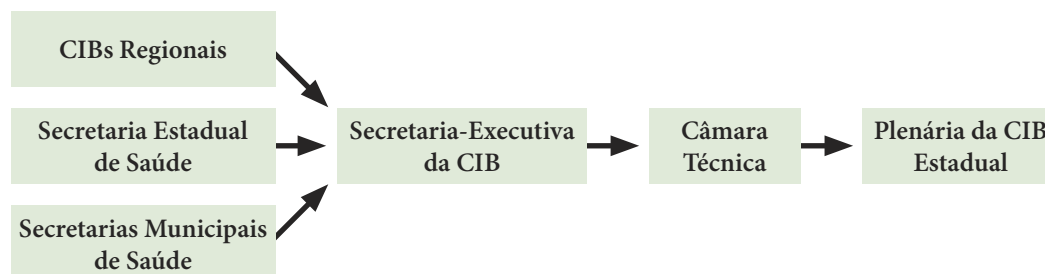 CIBs Regionais
Secretaria Estadual
de Saúde
Secretarias Municipais
de Saúde
Secretaria-Executiva
da CIB
Câmara
Técnica
Plenária da CIB
Estadual